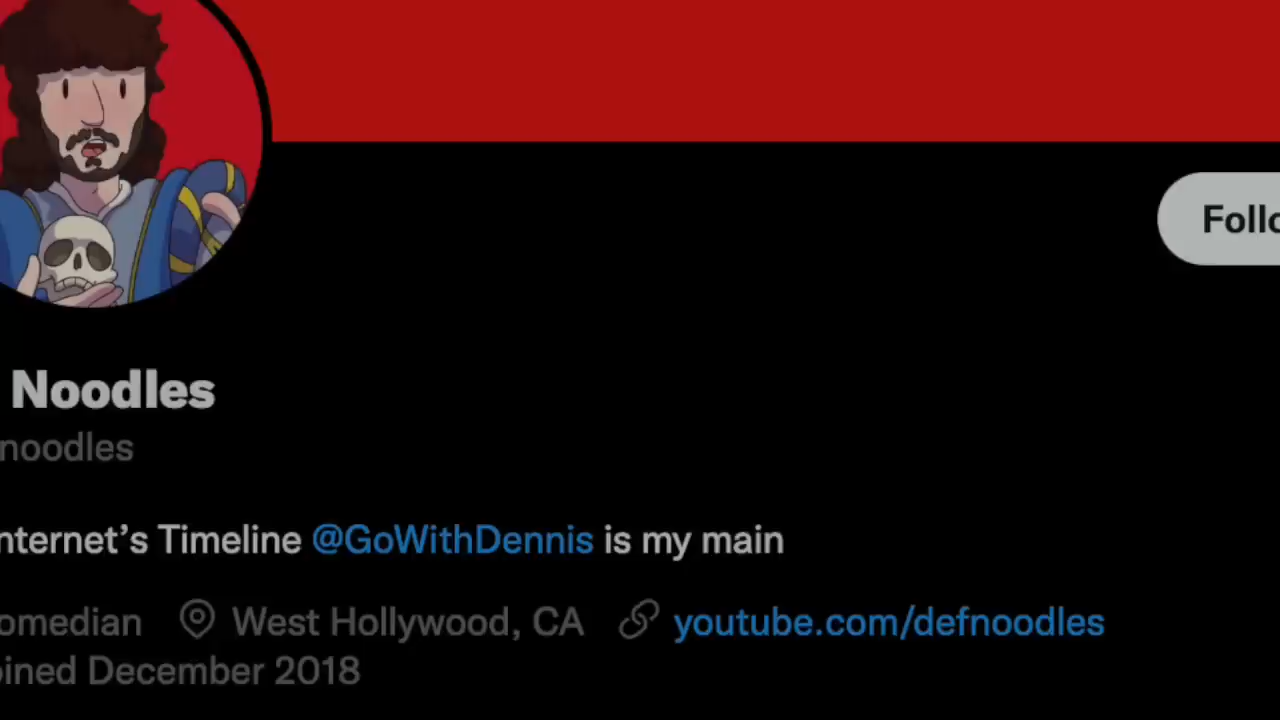 Follo
Noodles
noodles
nternet's Timeline @GoWithDennis is my main
omedian West Hollywood, CA youtube.com/defnoodles
oined December 2018